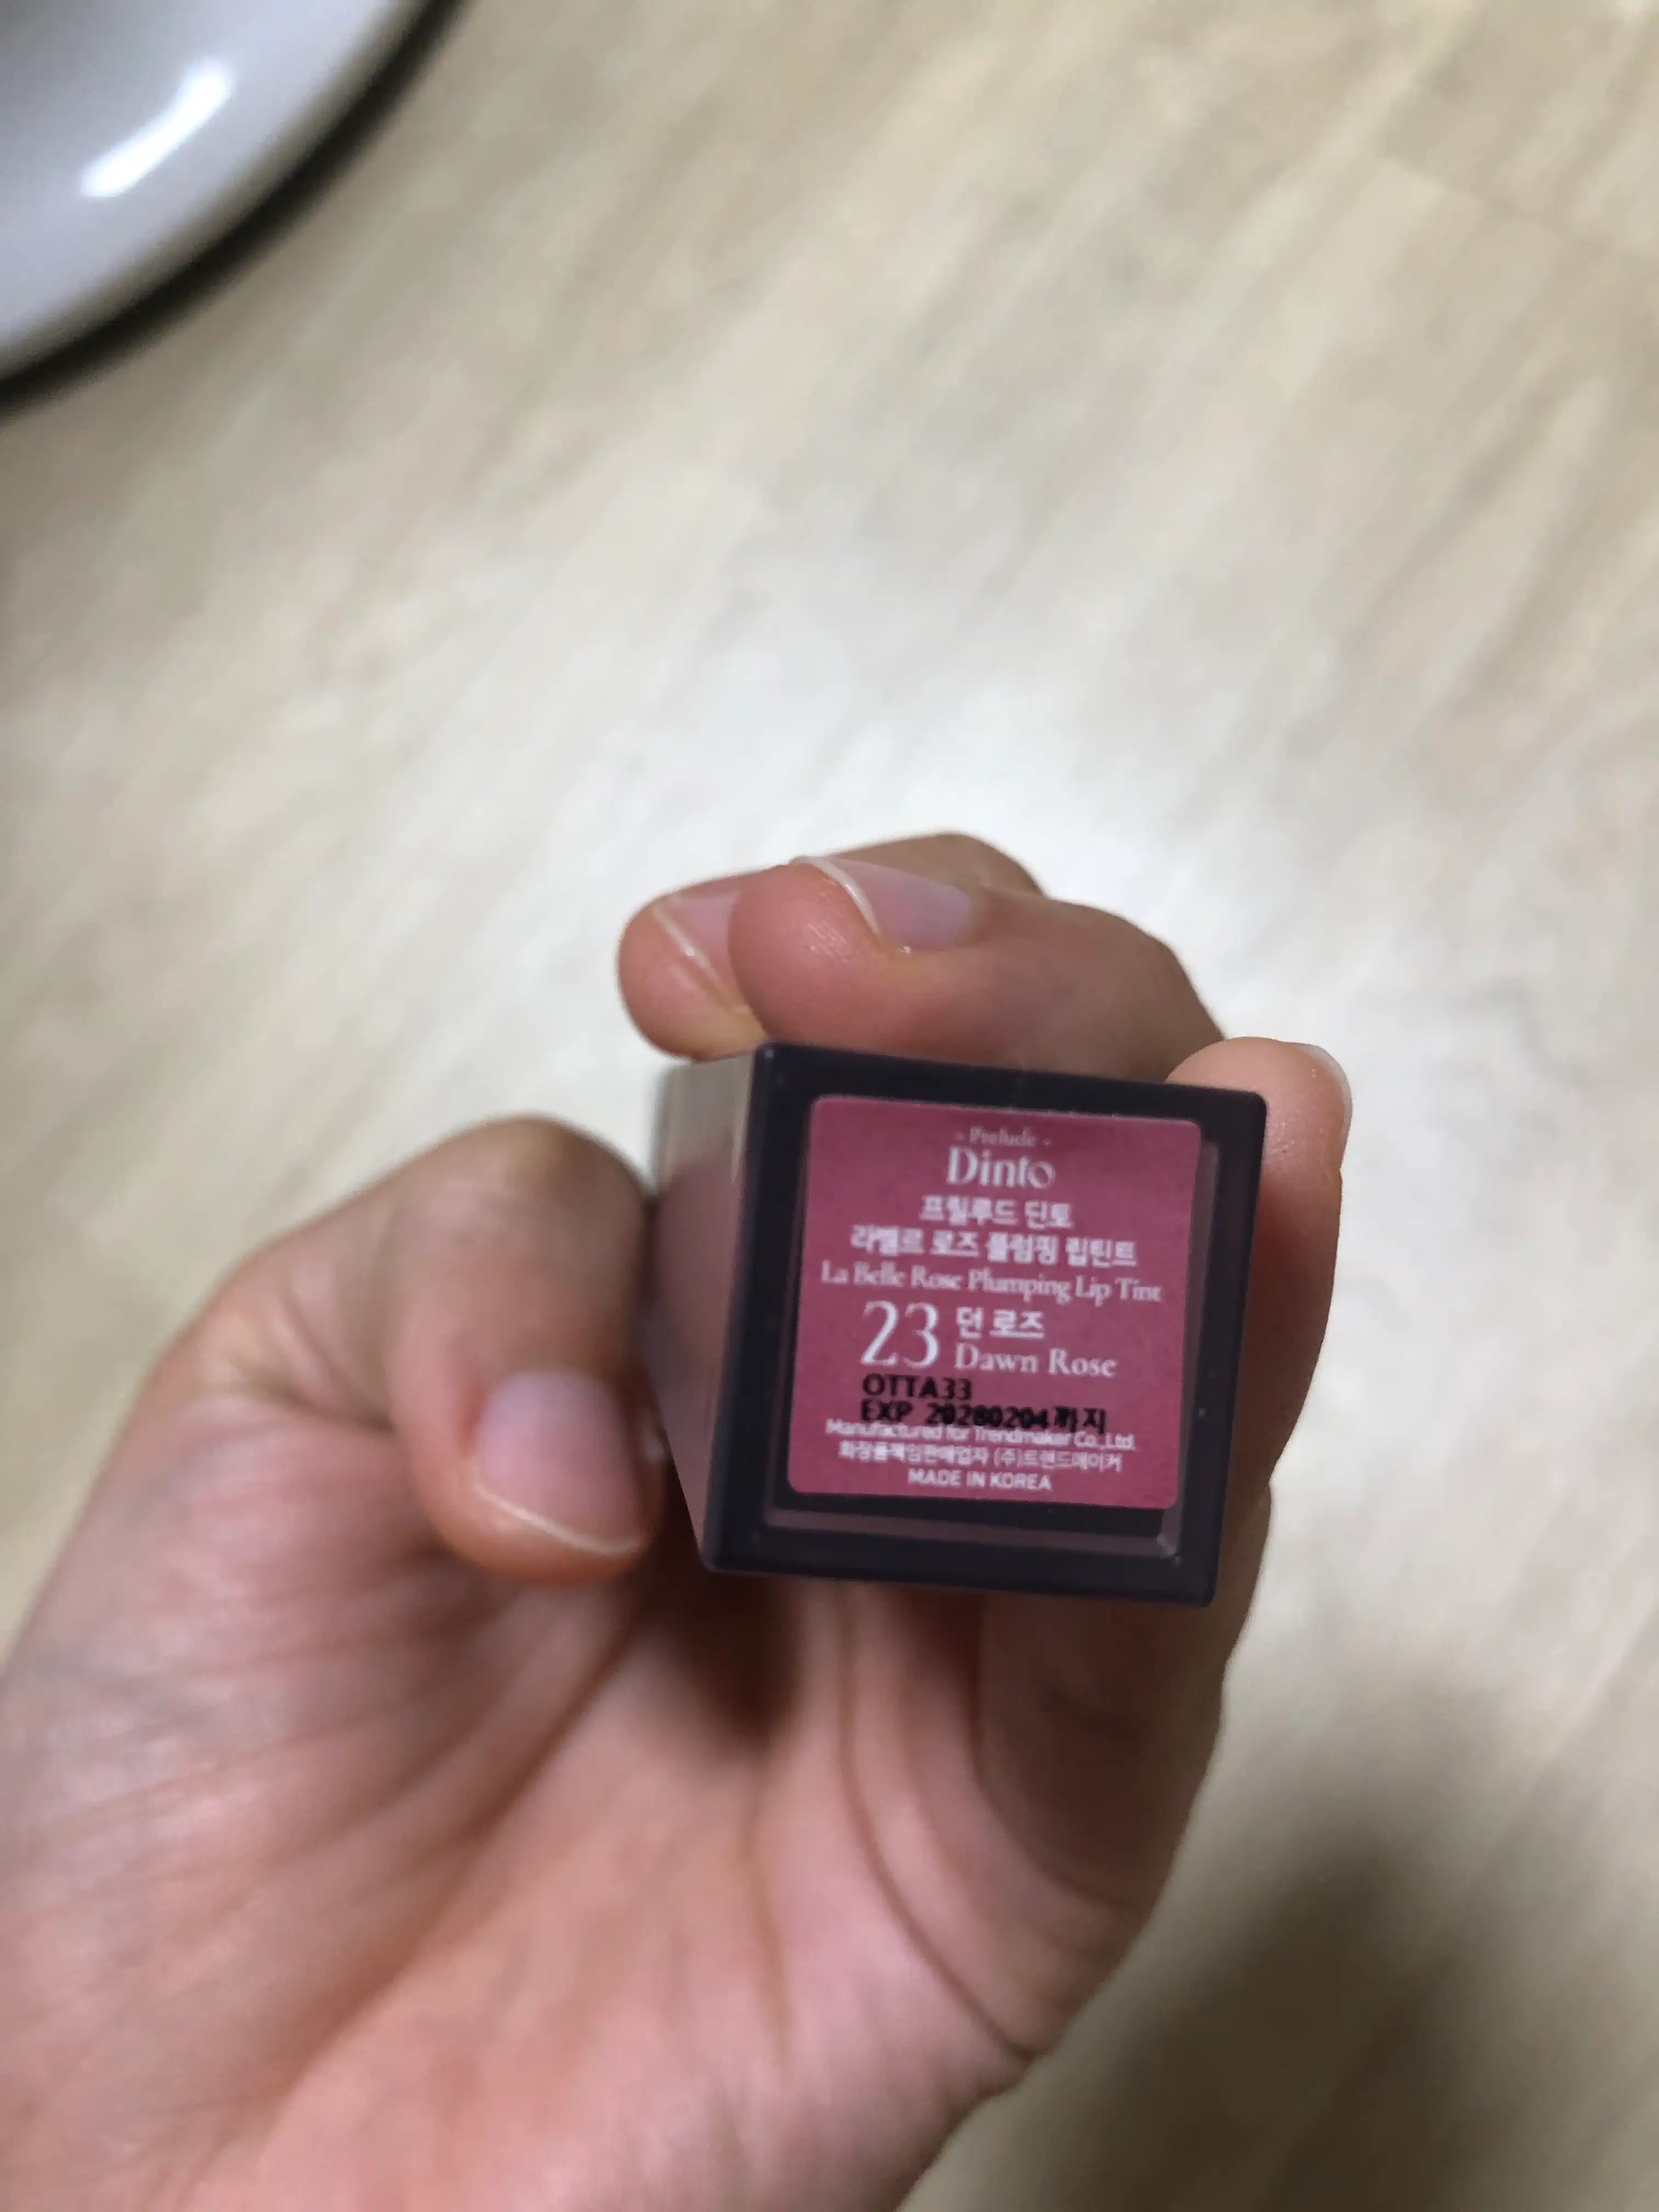 - Prelude -
Dinto
프릴루드 딘토
라벨르 로즈 플럼핑 립틴트
La Belle Rose Plumping Lip Tint
23 던 로즈
Dawn Rose
OTTA33
EXP 20280204까지
Manufactured for Trendmaker Co.,Ltd.
화장품책임판매업자 (주)트렌드메이커
MADE IN KOREA